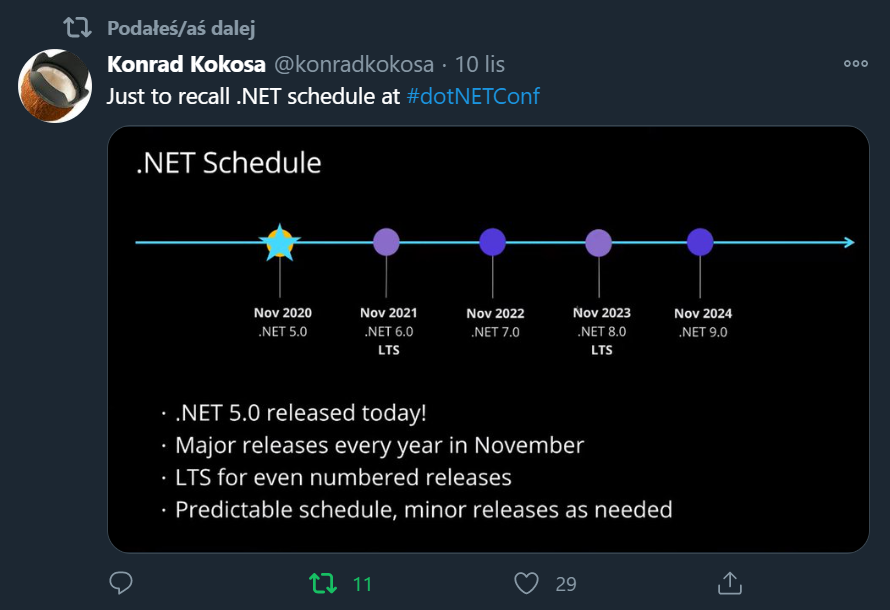 Podałeś/aś dalej
Konrad Kokosa @konradkokosa · 10 lis
Just to recall .NET schedule at #dotNETConf
.NET Schedule
Nov 2020 Nov 2021 Nov 2022 Nov 2023 Nov 2024
.NET 5.0 .NET 6.0 .NET 7.0 .NET 8.0 .NET 9.0
LTS LTS
· .NET 5.0 released today!
· Major releases every year in November
· LTS for even numbered releases
· Predictable schedule, minor releases as needed
11 29